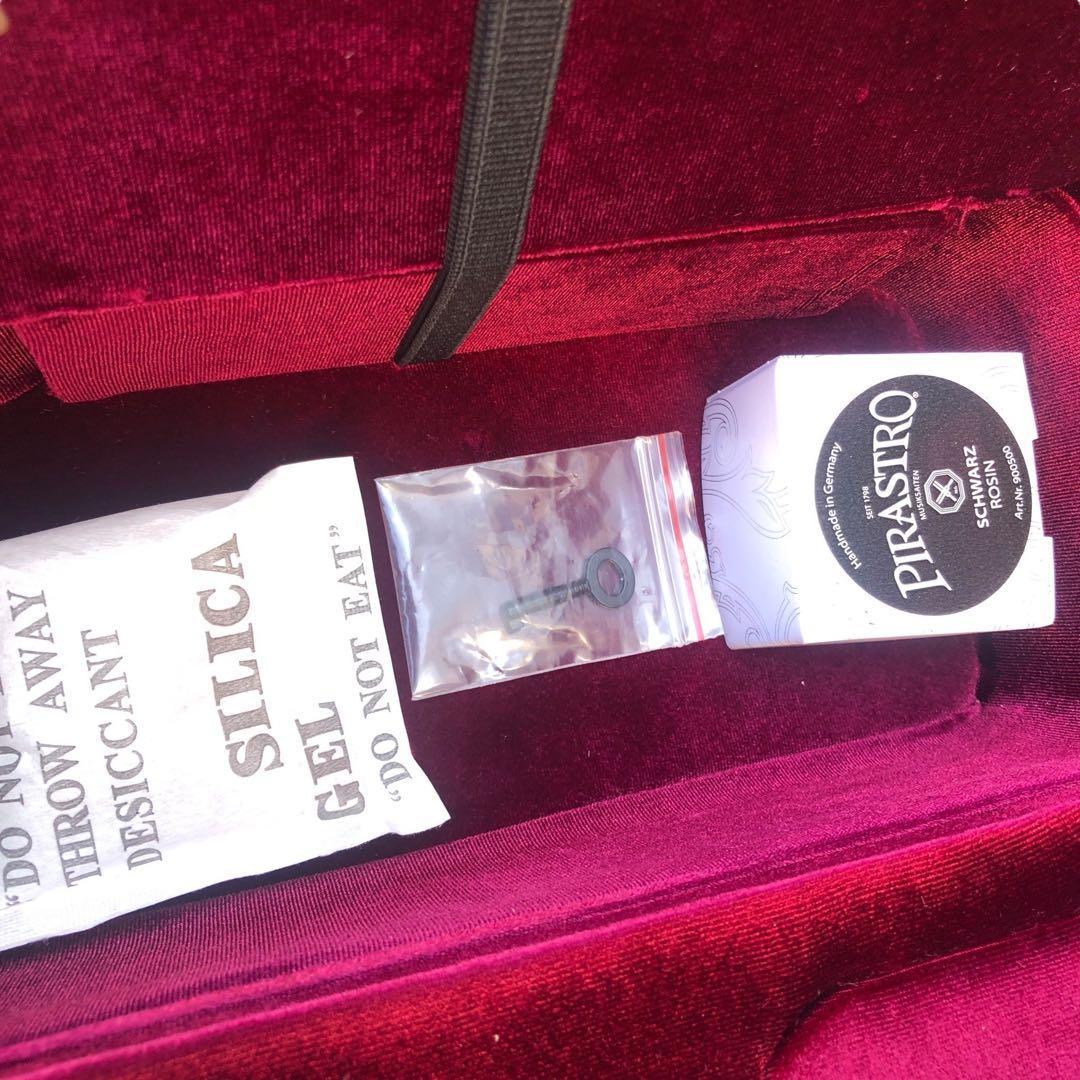 "DO NOT
THROW AWAY
DESICCANT
SILICA
GEL
"DO NOT EAT"
Handmade in Germany
SEIT 1798
PIRASTRO®
MUSIKSAITEN
SCHWARZ
ROSIN
Art.Nr. 900500